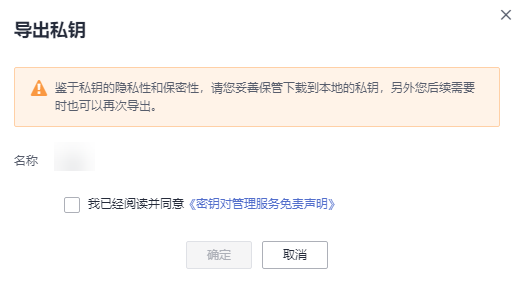 导出私钥
鉴于私钥的隐私性和保密性，请您妥善保管下载到本地的私钥，另外您后续需要
时也可以再次导出。
名称
我已经阅读并同意《密钥对管理服务免责声明》
确定 取消